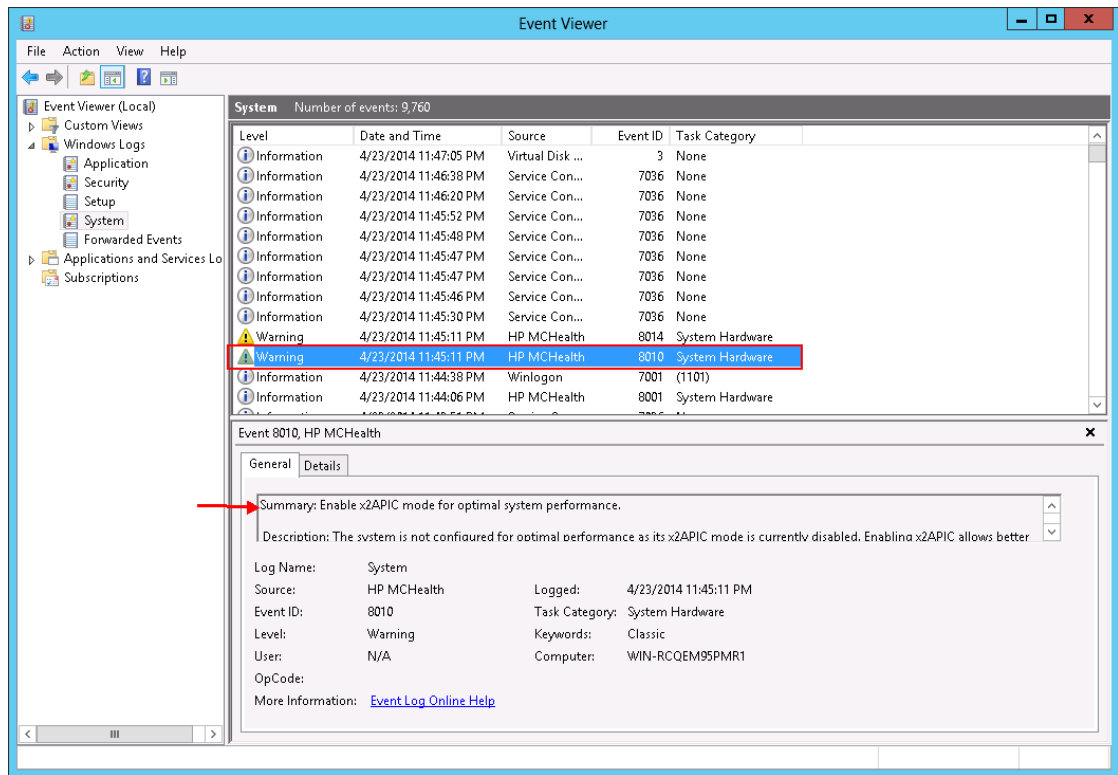 Event Viewer
File Action View Help
Event Viewer (Local)
Custom Views
Windows Logs
Application
Security
Setup
System
Forwarded Events
Applications and Services Lo
Subscriptions
System Number of events: 9,760
Level Date and Time Source Event ID Task Category
Information 4/23/2014 11:47:05 PM Virtual Disk ... 3 None
Information 4/23/2014 11:46:38 PM Service Con... 7036 None
Information 4/23/2014 11:46:20 PM Service Con... 7036 None
Information 4/23/2014 11:45:52 PM Service Con... 7036 None
Information 4/23/2014 11:45:48 PM Service Con... 7036 None
Information 4/23/2014 11:45:47 PM Service Con... 7036 None
Information 4/23/2014 11:45:47 PM Service Con... 7036 None
Information 4/23/2014 11:45:46 PM Service Con... 7036 None
Information 4/23/2014 11:45:30 PM Service Con... 7036 None
Warning 4/23/2014 11:45:11 PM HP MCHealth 8014 System Hardware
Warning 4/23/2014 11:45:11 PM HP MCHealth 8010 System Hardware
Information 4/23/2014 11:44:38 PM Winlogon 7001 (1101)
Information 4/23/2014 11:44:06 PM HP MCHealth 8001 System Hardware
Event 8010, HP MCHealth
General Details
Summary: Enable x2APIC mode for optimal system performance.
Description: The system is not configured for optimal performance as its x2APIC mode is currently disabled. Enabling x2APIC allows better
Log Name: System
Source: HP MCHealth Logged: 4/23/2014 11:45:11 PM
Event ID: 8010 Task Category: System Hardware
Level: Warning Keywords: Classic
User: N/A Computer: WIN-RCQEM95PMR1
OpCode:
More Information: Event Log Online Help